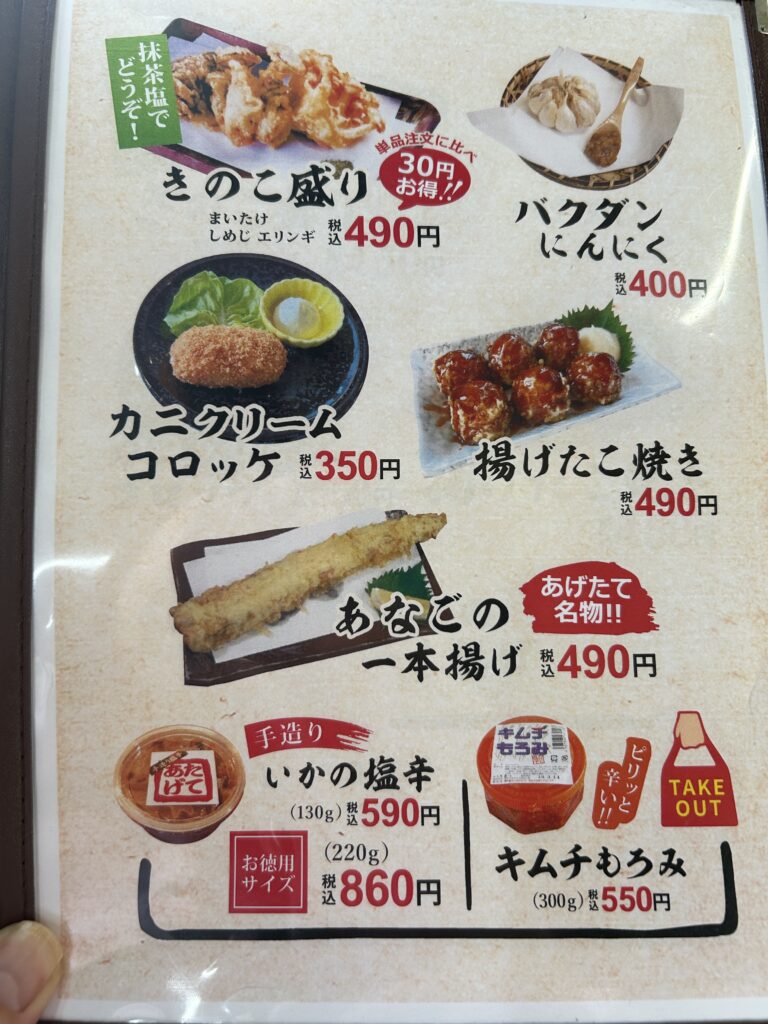 抹茶塩で
どうぞ！
単品注文に比べ
30円
お得!!
きのこ盛り
まいたけ
しめじ エリンギ
税込490円
バクダン
にんにく
税込400円
カニクリーム
コロッケ 税込350円
揚げたこ焼き
税込490円
あなごの
一本揚げ 税込490円
あげたて
名物!!
手造り
いかの塩辛
(130g) 税込590円
お徳用
サイズ
(220g)
税込860円
あげたて
キムチ
もろみ
ピリッと
辛い!!
TAKE
OUT
キムチもろみ
(300g) 税込550円